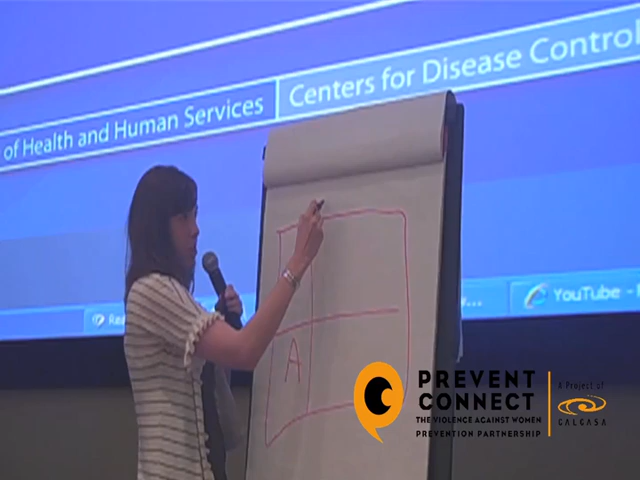 of Health and Human Services
Centers for Disease Control
YouTube -
A
PREVENT
CONNECT
THE VIOLENCE AGAINST WOMEN
PREVENTION PARTNERSHIP
A Project of
CALCASA